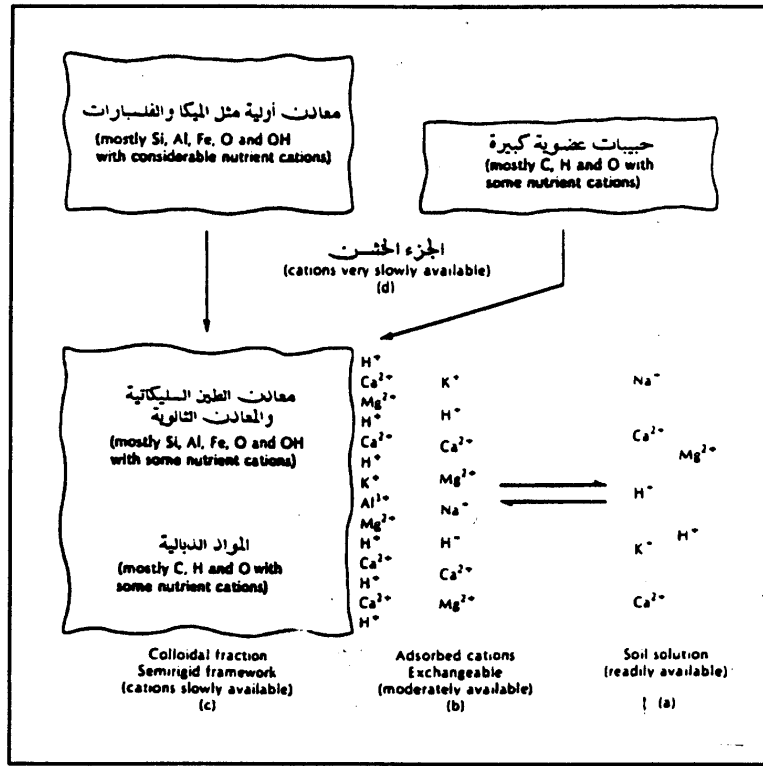 معادن أولية مثل الميكا والفلسبارات
(mostly Si, Al, Fe, O and OH
with considerable nutrient cations)
حبيبات عضوية كبيرة
(mostly C, H and O with
some nutrient cations)
الجزء الخشن
(cations very slowly available)
(d)
معادن الطين السليكاتية
والمعادن الثانوية
(mostly Si, Al, Fe, O and OH
with some nutrient cations)
المواد الدبالية
(mostly C, H and O with
some nutrient cations)
H⁺
Ca²⁺
Mg²⁺
H⁺
Ca²⁺
H⁺
K⁺
Al³⁺
Mg²⁺
H⁺
Ca²⁺
H⁺
Ca²⁺
H⁺
K⁺
H⁺
Ca²⁺
Mg²⁺
Na⁺
H⁺
Ca²⁺
Mg²⁺
Na⁺
Ca²⁺
Mg²⁺
H⁺
H⁺
K⁺
Ca²⁺
Colloidal fraction
Semirigid framework
(cations slowly available)
(c)
Adsorbed cations
Exchangeable
(moderately available)
(b)
Soil solution
(readily available)
(a)